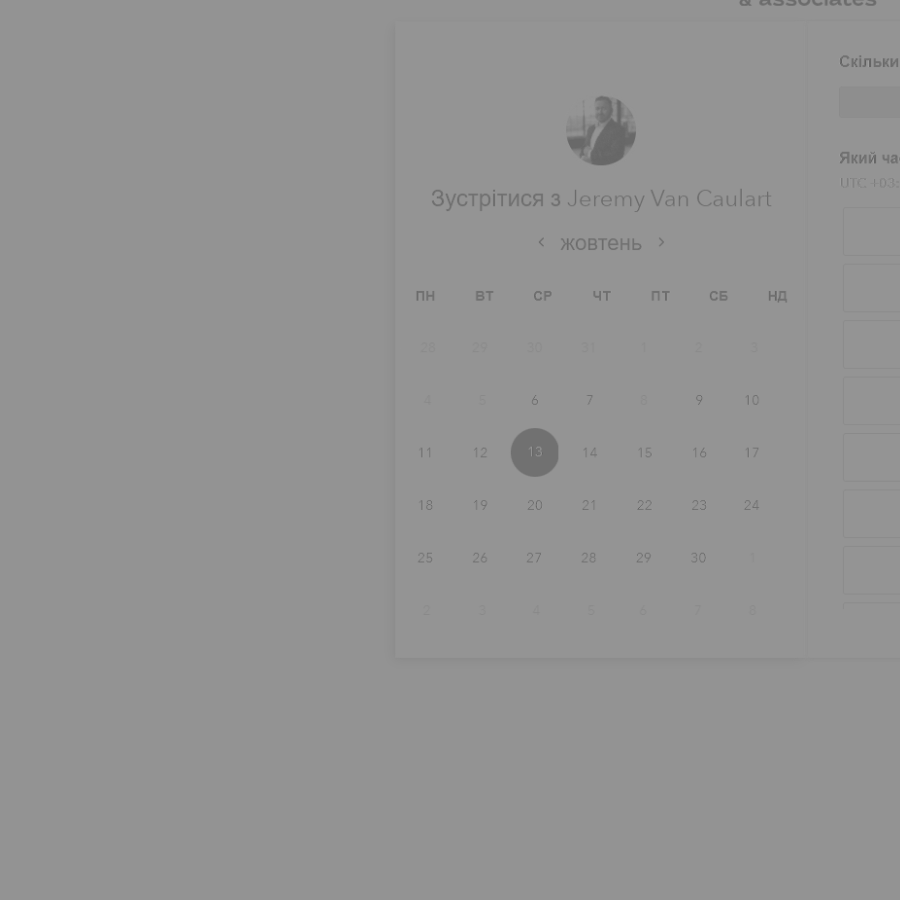 & associates
Зустрітися з Jeremy Van Caulart
< жовтень >
ПН ВТ СР ЧТ ПТ СБ НД
28 29 30 31 1 2 3
4 5 6 7 8 9 10
11 12 13 14 15 16 17
18 19 20 21 22 23 24
25 26 27 28 29 30 1
2 3 4 5 6 7 8
Скільки
Який ча
UTC +03: